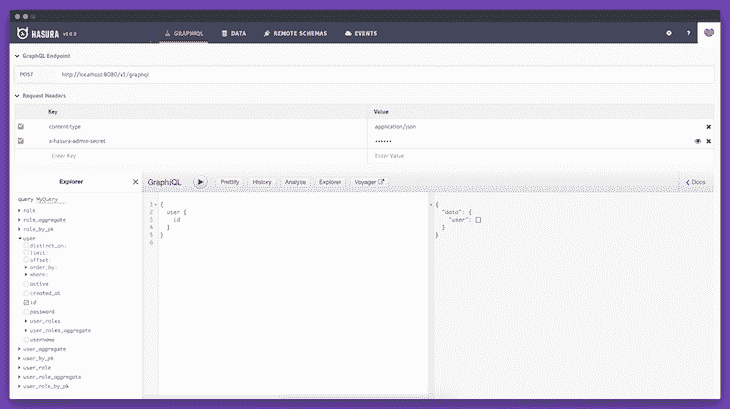 HASURA v1.0.0 GRAPHIQL DATA REMOTE SCHEMAS EVENTS ?
GraphQL Endpoint
POST http://localhost:8080/v1/graphql
Request Headers
Key Value
content-type application/json
x-hasura-admin-secret ••••••
Enter Key Enter Value
Explorer
query MyQuery
role
role_aggregate
role_by_pk
user
distinct_on:
limit:
offset:
order_by:
where:
active
created_at
id
password
user_roles
user_roles_aggregate
username
user_aggregate
user_by_pk
user_role
user_role_aggregate
user_role_by_pk
GraphiQL Prettify History Analyze Explorer Voyager Docs
1 {
2 user {
3 id
4 }
5 }
6
{
"data": {
"user": []
}
}